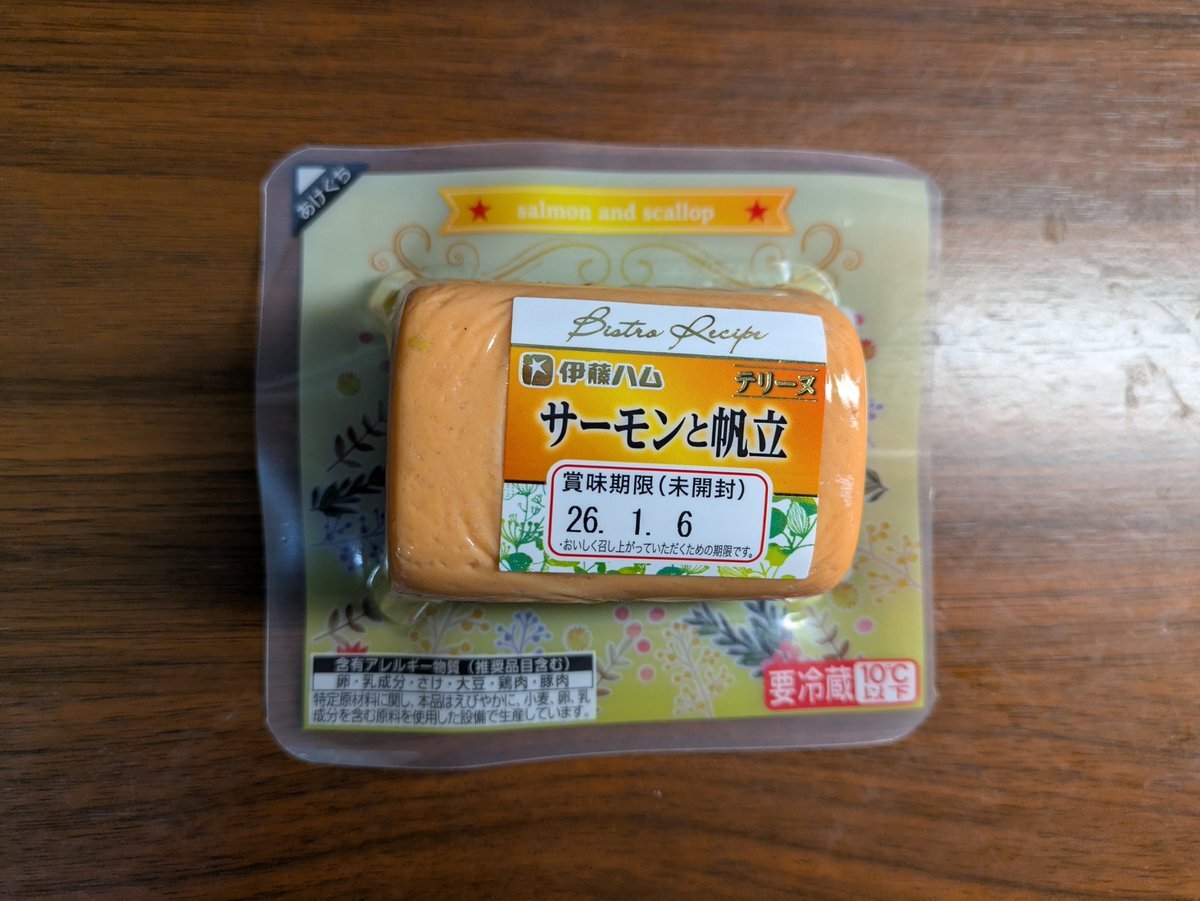 あけぐち
salmon and scallop
Bistro Recipe
伊藤ハム
テリーヌ
サーモンと帆立
賞味期限(未開封)
26. 1. 6
・おいしく召し上がっていただくための期限です。
含有アレルギー物質(推奨品目含む)
卵・乳成分・さけ・大豆・鶏肉・豚肉
特定原材料に関し、本品はえびやかに、小麦、卵、乳
成分を含む原料を使用した設備で生産しています。
要冷蔵
10℃
以下